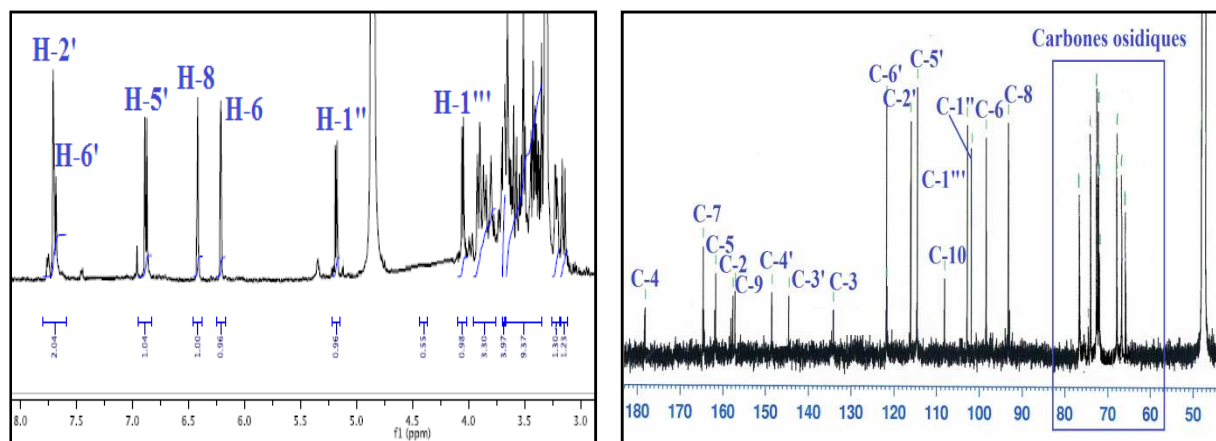 H-2'
H-5'
H-8
H-6
H-6'
H-1''
H-1'''
2.04
1.04
1.00
0.96
0.96
0.55
0.98
3.30
3.97
9.37
1.30
1.23
8.0 7.5 7.0 6.5 6.0 5.5 5.0 4.5 4.0 3.5 3.0
f1 (ppm)
Carbones osidiques
C-6'
C-5'
C-2'
C-1''
C-6
C-8
C-1'''
C-7
C-5
C-2
C-10
C-4
C-9
C-4'
C-3'
C-3
180 170 160 150 140 130 120 110 100 90 80 70 60 50